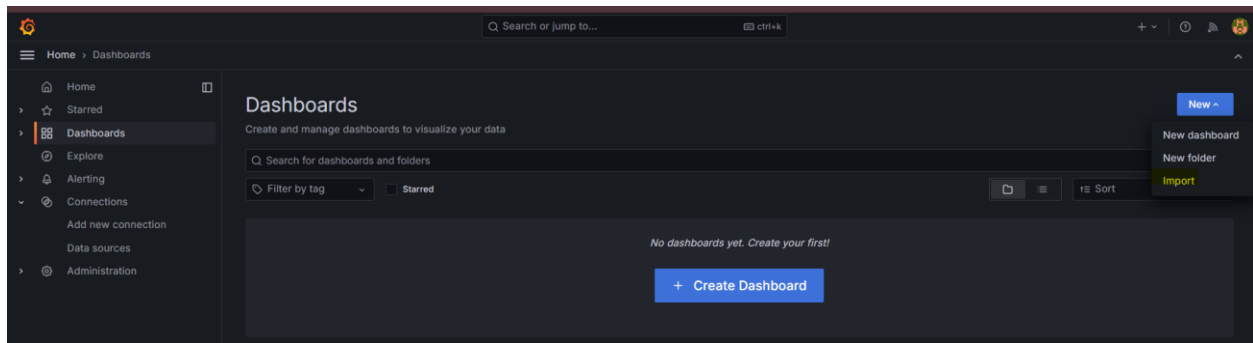 Search or jump to...
ctrl+k
Home > Dashboards
Home
Starred
Dashboards
Explore
Alerting
Connections
Add new connection
Data sources
Administration
Dashboards
Create and manage dashboards to visualize your data
New
New dashboard
New folder
Import
Search for dashboards and folders
Filter by tag
Starred
Sort
No dashboards yet. Create your first!
+ Create Dashboard